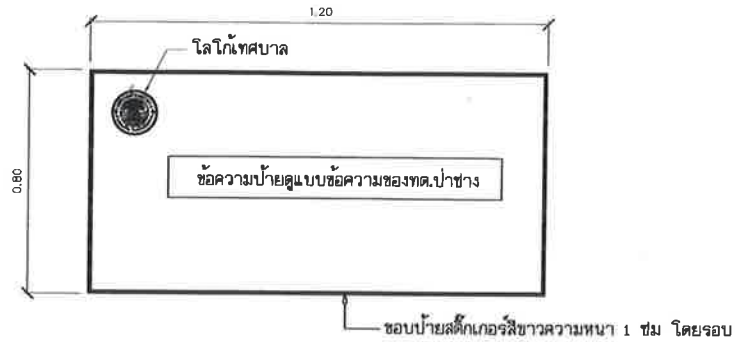 1.20
โลโก้เทศบาล
0.80
ข้อความป้ายดูแบบข้อความของทต.ป่าซาง
ขอบป้ายสติ๊กเกอร์สีขาวความหนา 1 ซม โดยรอบ